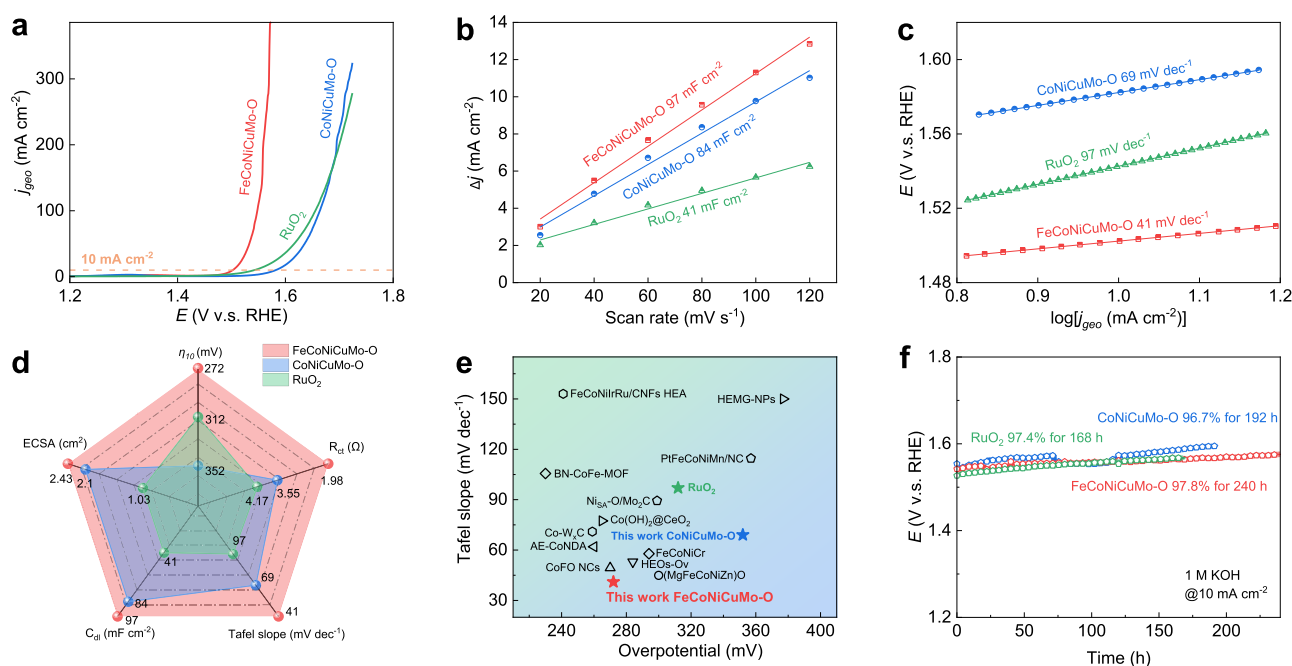 a
j_geo (mA cm⁻²)
300
200
100
0
10 mA cm⁻²
FeCoNiCuMo-O
RuO₂
CoNiCuMo-O
1.2
1.4
1.6
1.8
E (V v.s. RHE)
b
Δj (mA cm⁻²)
14
12
10
8
6
4
2
0
FeCoNiCuMo-O 97 mF cm⁻²
CoNiCuMo-O 84 mF cm⁻²
RuO₂ 41 mF cm⁻²
20
40
60
80
100
120
Scan rate (mV s⁻¹)
c
E (V v.s. RHE)
1.60
1.56
1.52
1.48
CoNiCuMo-O 69 mV dec⁻¹
RuO₂ 97 mV dec⁻¹
FeCoNiCuMo-O 41 mV dec⁻¹
0.8
0.9
1.0
1.1
1.2
log[j_geo (mA cm⁻²)]
d
η₁₀ (mV)
272
312
352
FeCoNiCuMo-O
CoNiCuMo-O
RuO₂
ECSA (cm²)
2.43
2.1
1.03
R_ct (Ω)
1.98
3.55
4.17
41
84
97
C_dl (mF cm⁻²)
97
69
41
Tafel slope (mV dec⁻¹)
e
Tafel slope (mV dec⁻¹)
150
120
90
60
30
FeCoNiIrRu/CNFs HEA
HEMG-NPs
PtFeCoNiMn/NC
BN-CoFe-MOF
RuO₂
Ni_SA-O/Mo₂C
Co(OH)₂@CeO₂
Co-WₓC
This work CoNiCuMo-O
AE-CoNDA
FeCoNiCr
HEOs-Ov
CoFO NCs
(MgFeCoNiZn)O
This work FeCoNiCuMo-O
240
280
320
360
400
Overpotential (mV)
f
E (V v.s. RHE)
1.8
1.6
1.4
1.2
CoNiCuMo-O 96.7% for 192 h
RuO₂ 97.4% for 168 h
FeCoNiCuMo-O 97.8% for 240 h
1 M KOH
@10 mA cm⁻²
0
50
100
150
200
Time (h)